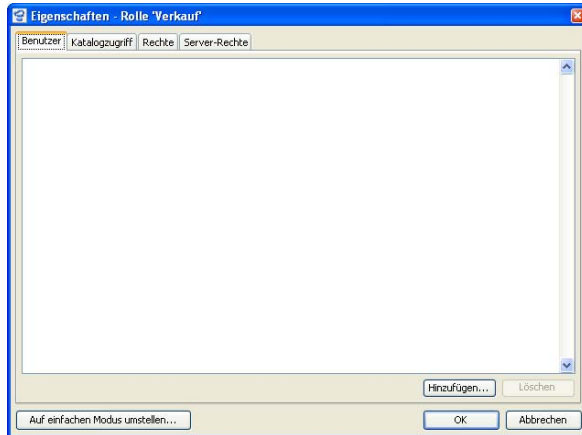 Eigenschaften - Rolle 'Verkauf'
Benutzer Katalogzugriff Rechte Server-Rechte
Hinzufügen... Löschen
Auf einfachen Modus umstellen... OK Abbrechen